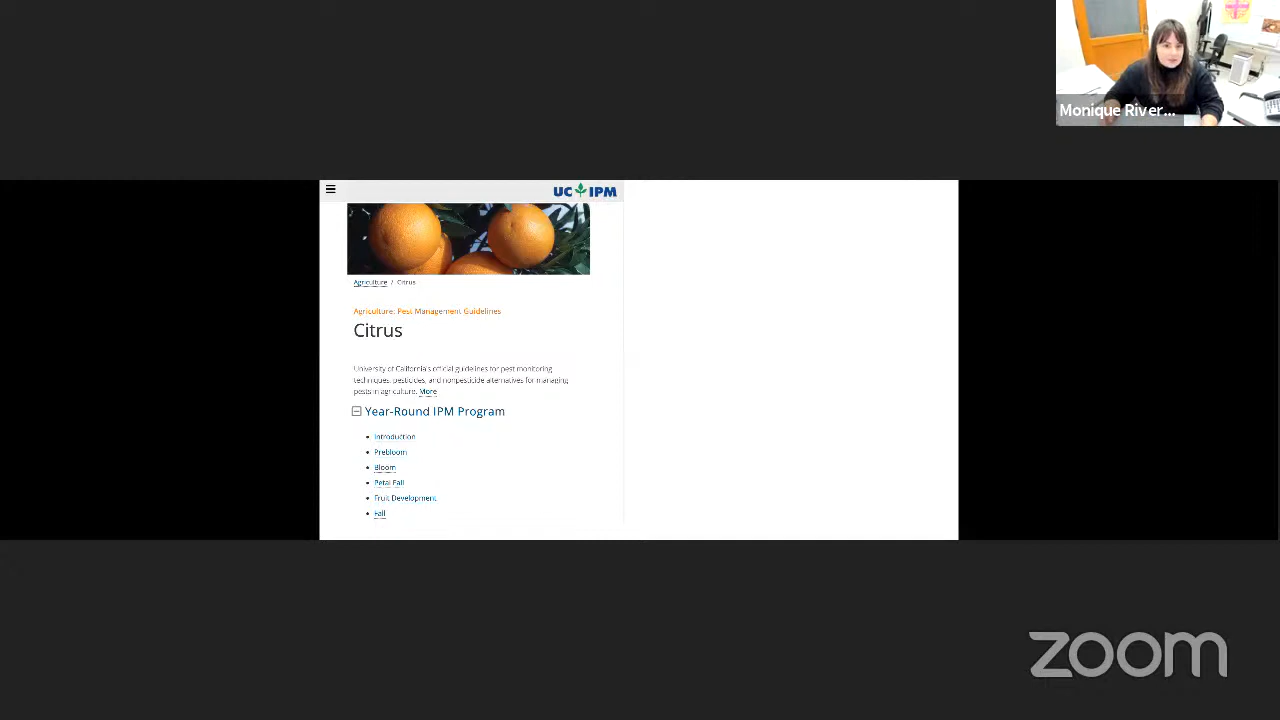 Monique River...
UC IPM
Agriculture / Citrus
Agriculture: Pest Management Guidelines
Citrus
University of California's official guidelines for pest monitoring
techniques, pesticides, and nonpesticide alternatives for managing
pests in agriculture. More
Year-Round IPM Program
• Introduction
• Prebloom
• Bloom
• Petal Fall
• Fruit Development
• Fall
zoom